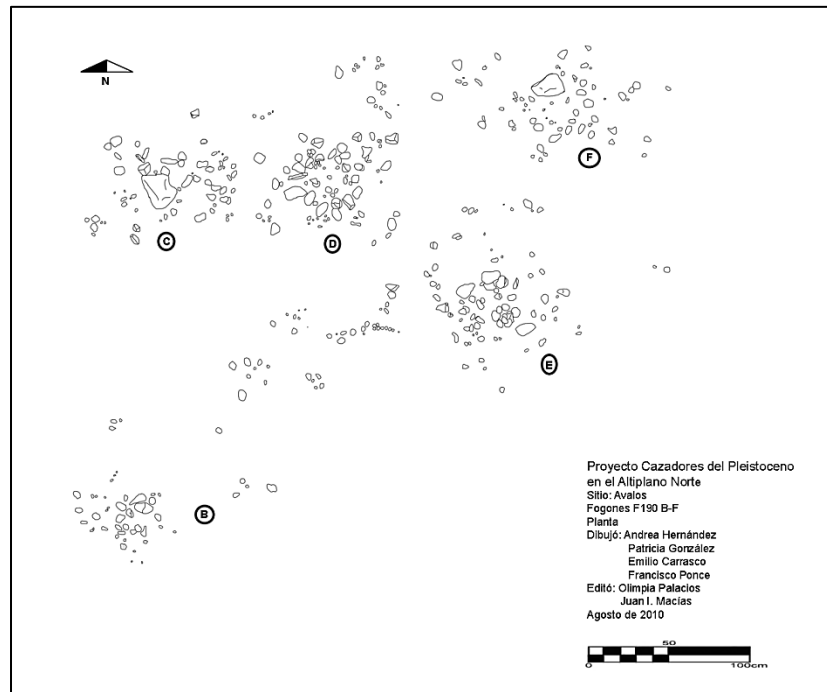 N
F
C
D
E
B
Proyecto Cazadores del Pleistoceno
en el Altiplano Norte
Sitio: Avalos
Fogones F190 B-F
Planta
Dibujó: Andrea Hernández
Patricia González
Emilio Carrasco
Francisco Ponce
Editó: Olimpia Palacios
Juan I. Macías
Agosto de 2010
50
0 100cm